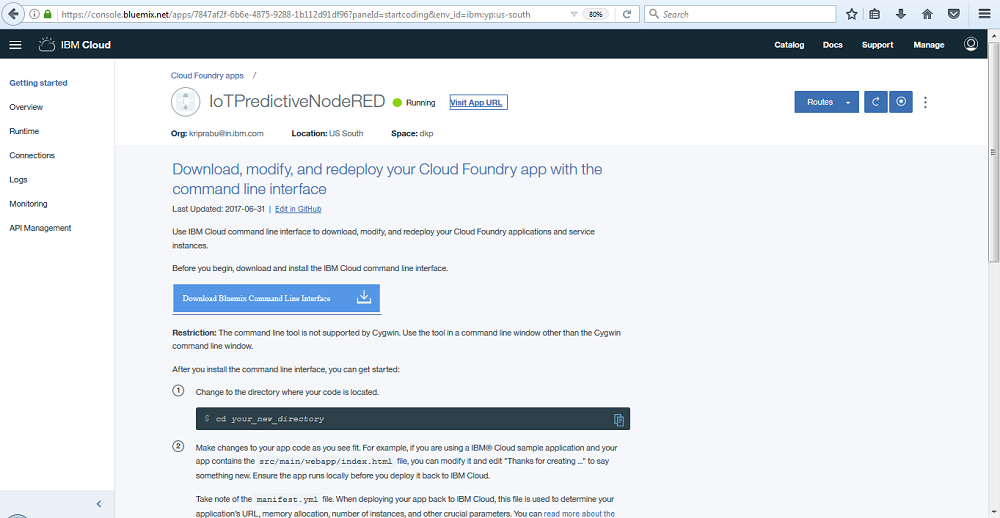 https://console.bluemix.net/apps/7847af2f-6b6e-4875-9288-1b112d91df96?paneId=startcoding&env_id=ibm:yp:us-south
80%
Search
IBM Cloud
Catalog
Docs
Support
Manage
Getting started
Overview
Runtime
Connections
Logs
Monitoring
API Management
Cloud Foundry apps /
IoTPredictiveNodeRED
Running
Visit App URL
Routes
Org: kriprabu@in.ibm.com
Location: US South
Space: dkp
Download, modify, and redeploy your Cloud Foundry app with the
command line interface
Last Updated: 2017-06-31 | Edit in GitHub
Use IBM Cloud command line interface to download, modify, and redeploy your Cloud Foundry applications and service
instances.
Before you begin, download and install the IBM Cloud command line interface.
Download Bluemix Command Line Interface
Restriction: The command line tool is not supported by Cygwin. Use the tool in a command line window other than the Cygwin
command line window.
After you install the command line interface, you can get started:
1 Change to the directory where your code is located.
$ cd your_new_directory
2 Make changes to your app code as you see fit. For example, if you are using a IBM® Cloud sample application and your
app contains the src/main/webapp/index.html file, you can modify it and edit "Thanks for creating ..." to say
something new. Ensure the app runs locally before you deploy it back to IBM Cloud.
Take note of the manifest.yml file. When deploying your app back to IBM Cloud, this file is used to determine your
application's URL, memory allocation, number of instances, and other crucial parameters. You can read more about the